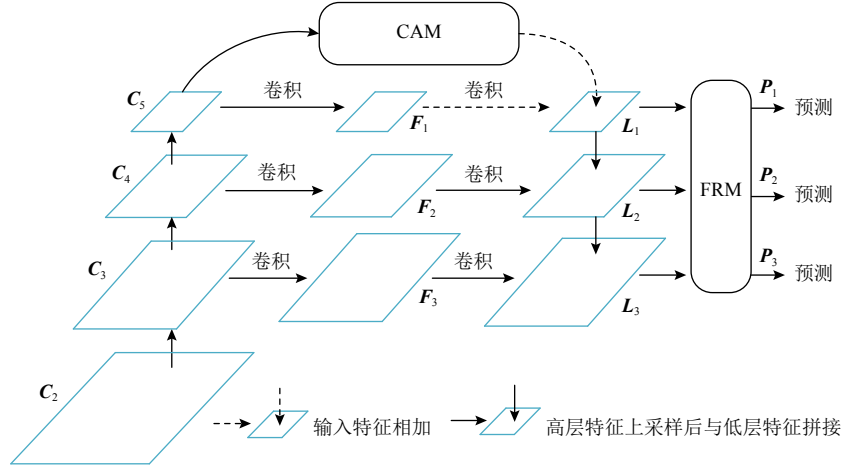 CAM
C5 卷积 卷积 P1
F1 L1 预测
C4 卷积 卷积 FRM P2
F2 L2 预测
C3 卷积 卷积 P3
F3 L3 预测
C2
输入特征相加 高层特征上采样后与低层特征拼接